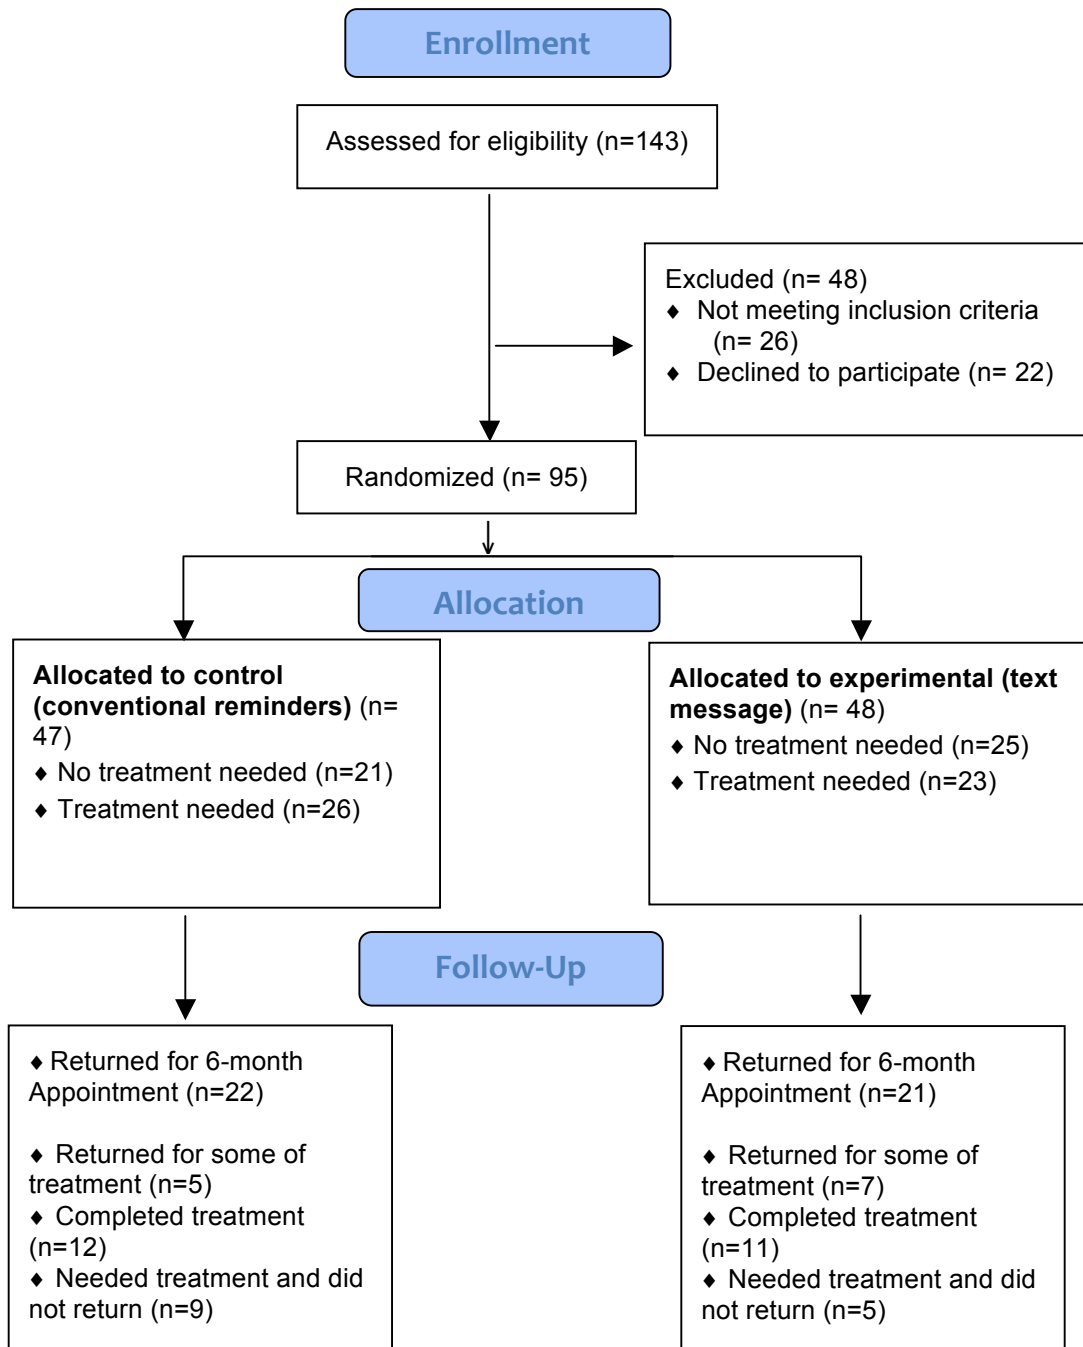 Enrollment
Assessed for eligibility (n=143)
Excluded (n= 48)
♦ Not meeting inclusion criteria
(n= 26)
♦ Declined to participate (n= 22)
Randomized (n= 95)
Allocation
Allocated to control
(conventional reminders) (n=
47)
♦ No treatment needed (n=21)
♦ Treatment needed (n=26)
Allocated to experimental (text
message) (n= 48)
♦ No treatment needed (n=25)
♦ Treatment needed (n=23)
Follow-Up
♦ Returned for 6-month
Appointment (n=22)
♦ Returned for some of
treatment (n=5)
♦ Completed treatment
(n=12)
♦ Needed treatment and did
not return (n=9)
♦ Returned for 6-month
Appointment (n=21)
♦ Returned for some of
treatment (n=7)
♦ Completed treatment
(n=11)
♦ Needed treatment and did
not return (n=5)